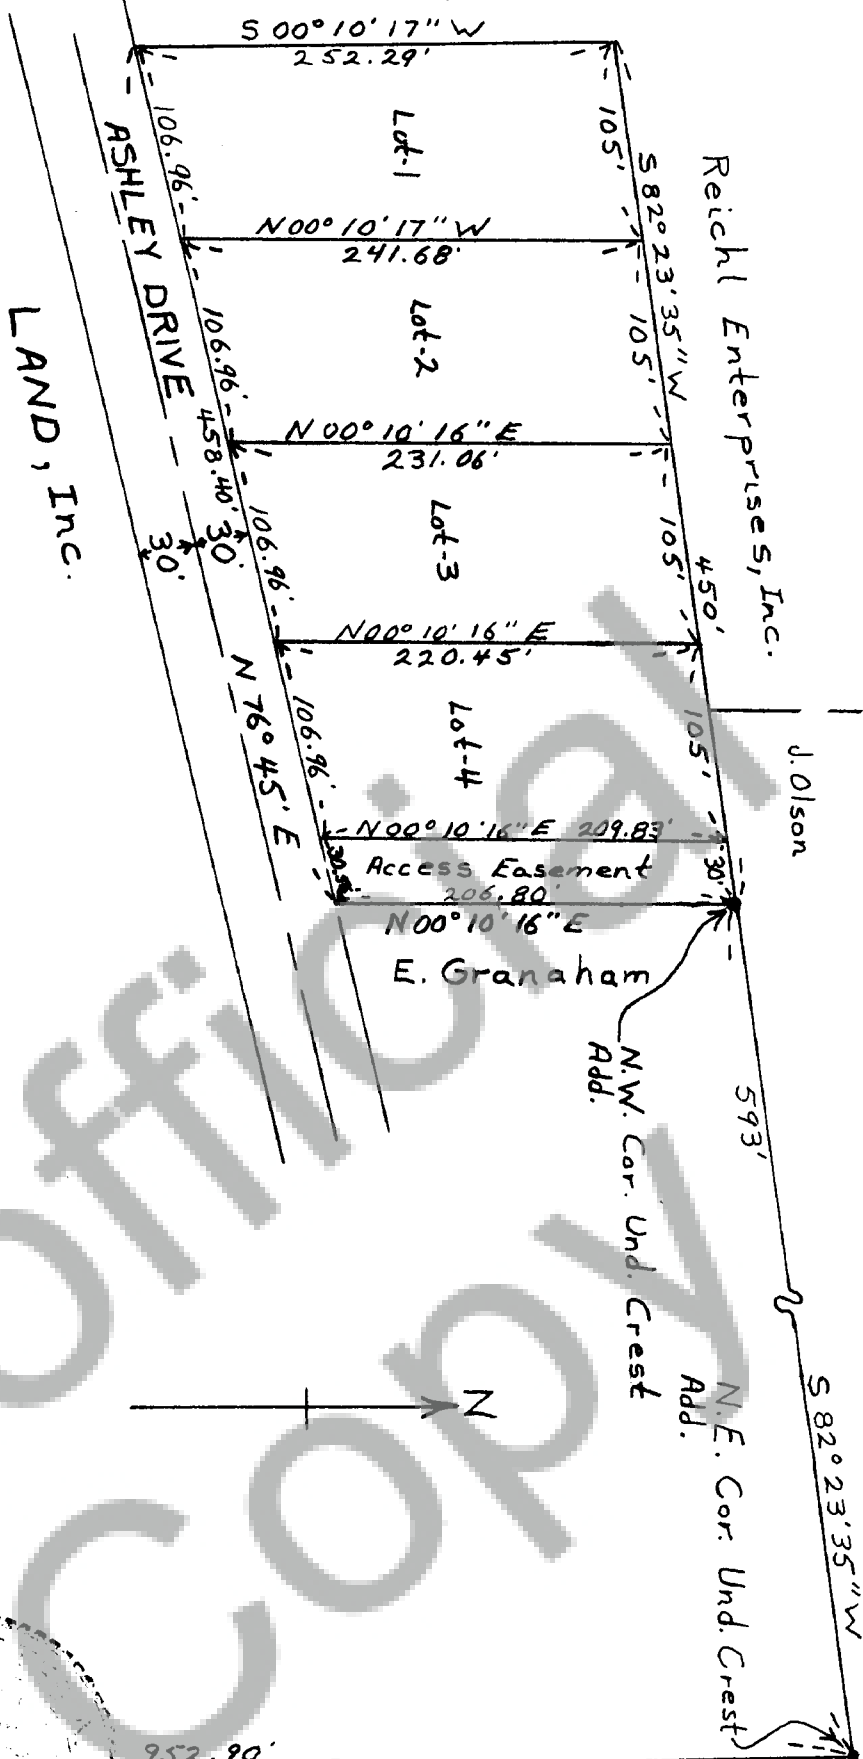 S 00° 10' 17" W
252.29'
Lot-1
106.96'
105'
N 00° 10' 17" W
241.68'
Lot-2
106.96'
105'
N 00° 10' 16" E
231.06'
Lot-3
106.96'
105'
N 00° 10' 16" E
220.45'
Lot-4
106.96'
105'
N 00° 10' 16" E 209.83'
Access Easement
30'
206.80'
N 00° 10' 16" E
E. Granaham
S 82° 23' 35" W
450'
Reichl Enterprises, Inc.
J. Olson
ASHLEY DRIVE
458.40'
30'
30'
N 76° 45' E
LAND, Inc.
N.W. Cor. Und. Crest
Add.
593'
S 82° 23' 35" W
N.E. Cor. Und. Crest
Add.
N
952.90'
official
Copy